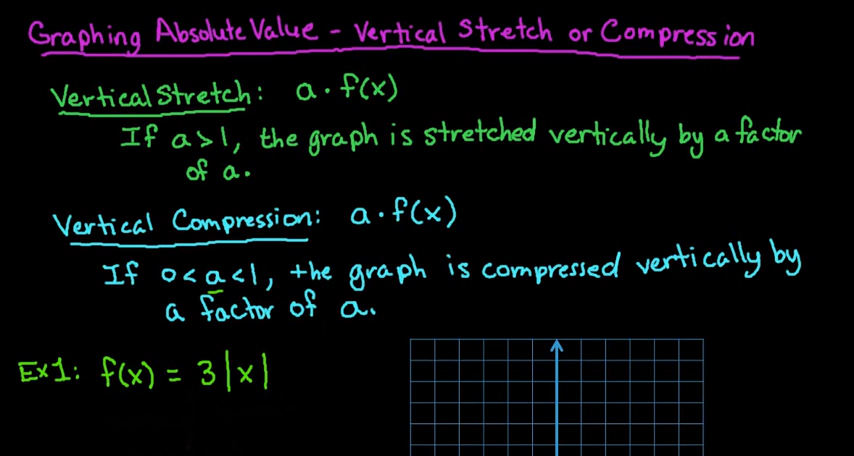 Graphing Absolute Value - Vertical Stretch or Compression
Vertical Stretch: a · f(x)
If a > 1, the graph is stretched vertically by a factor
of a.
Vertical Compression: a · f(x)
If 0 < a < 1, the graph is compressed vertically by
a factor of a.
Ex1: f(x) = 3|x|